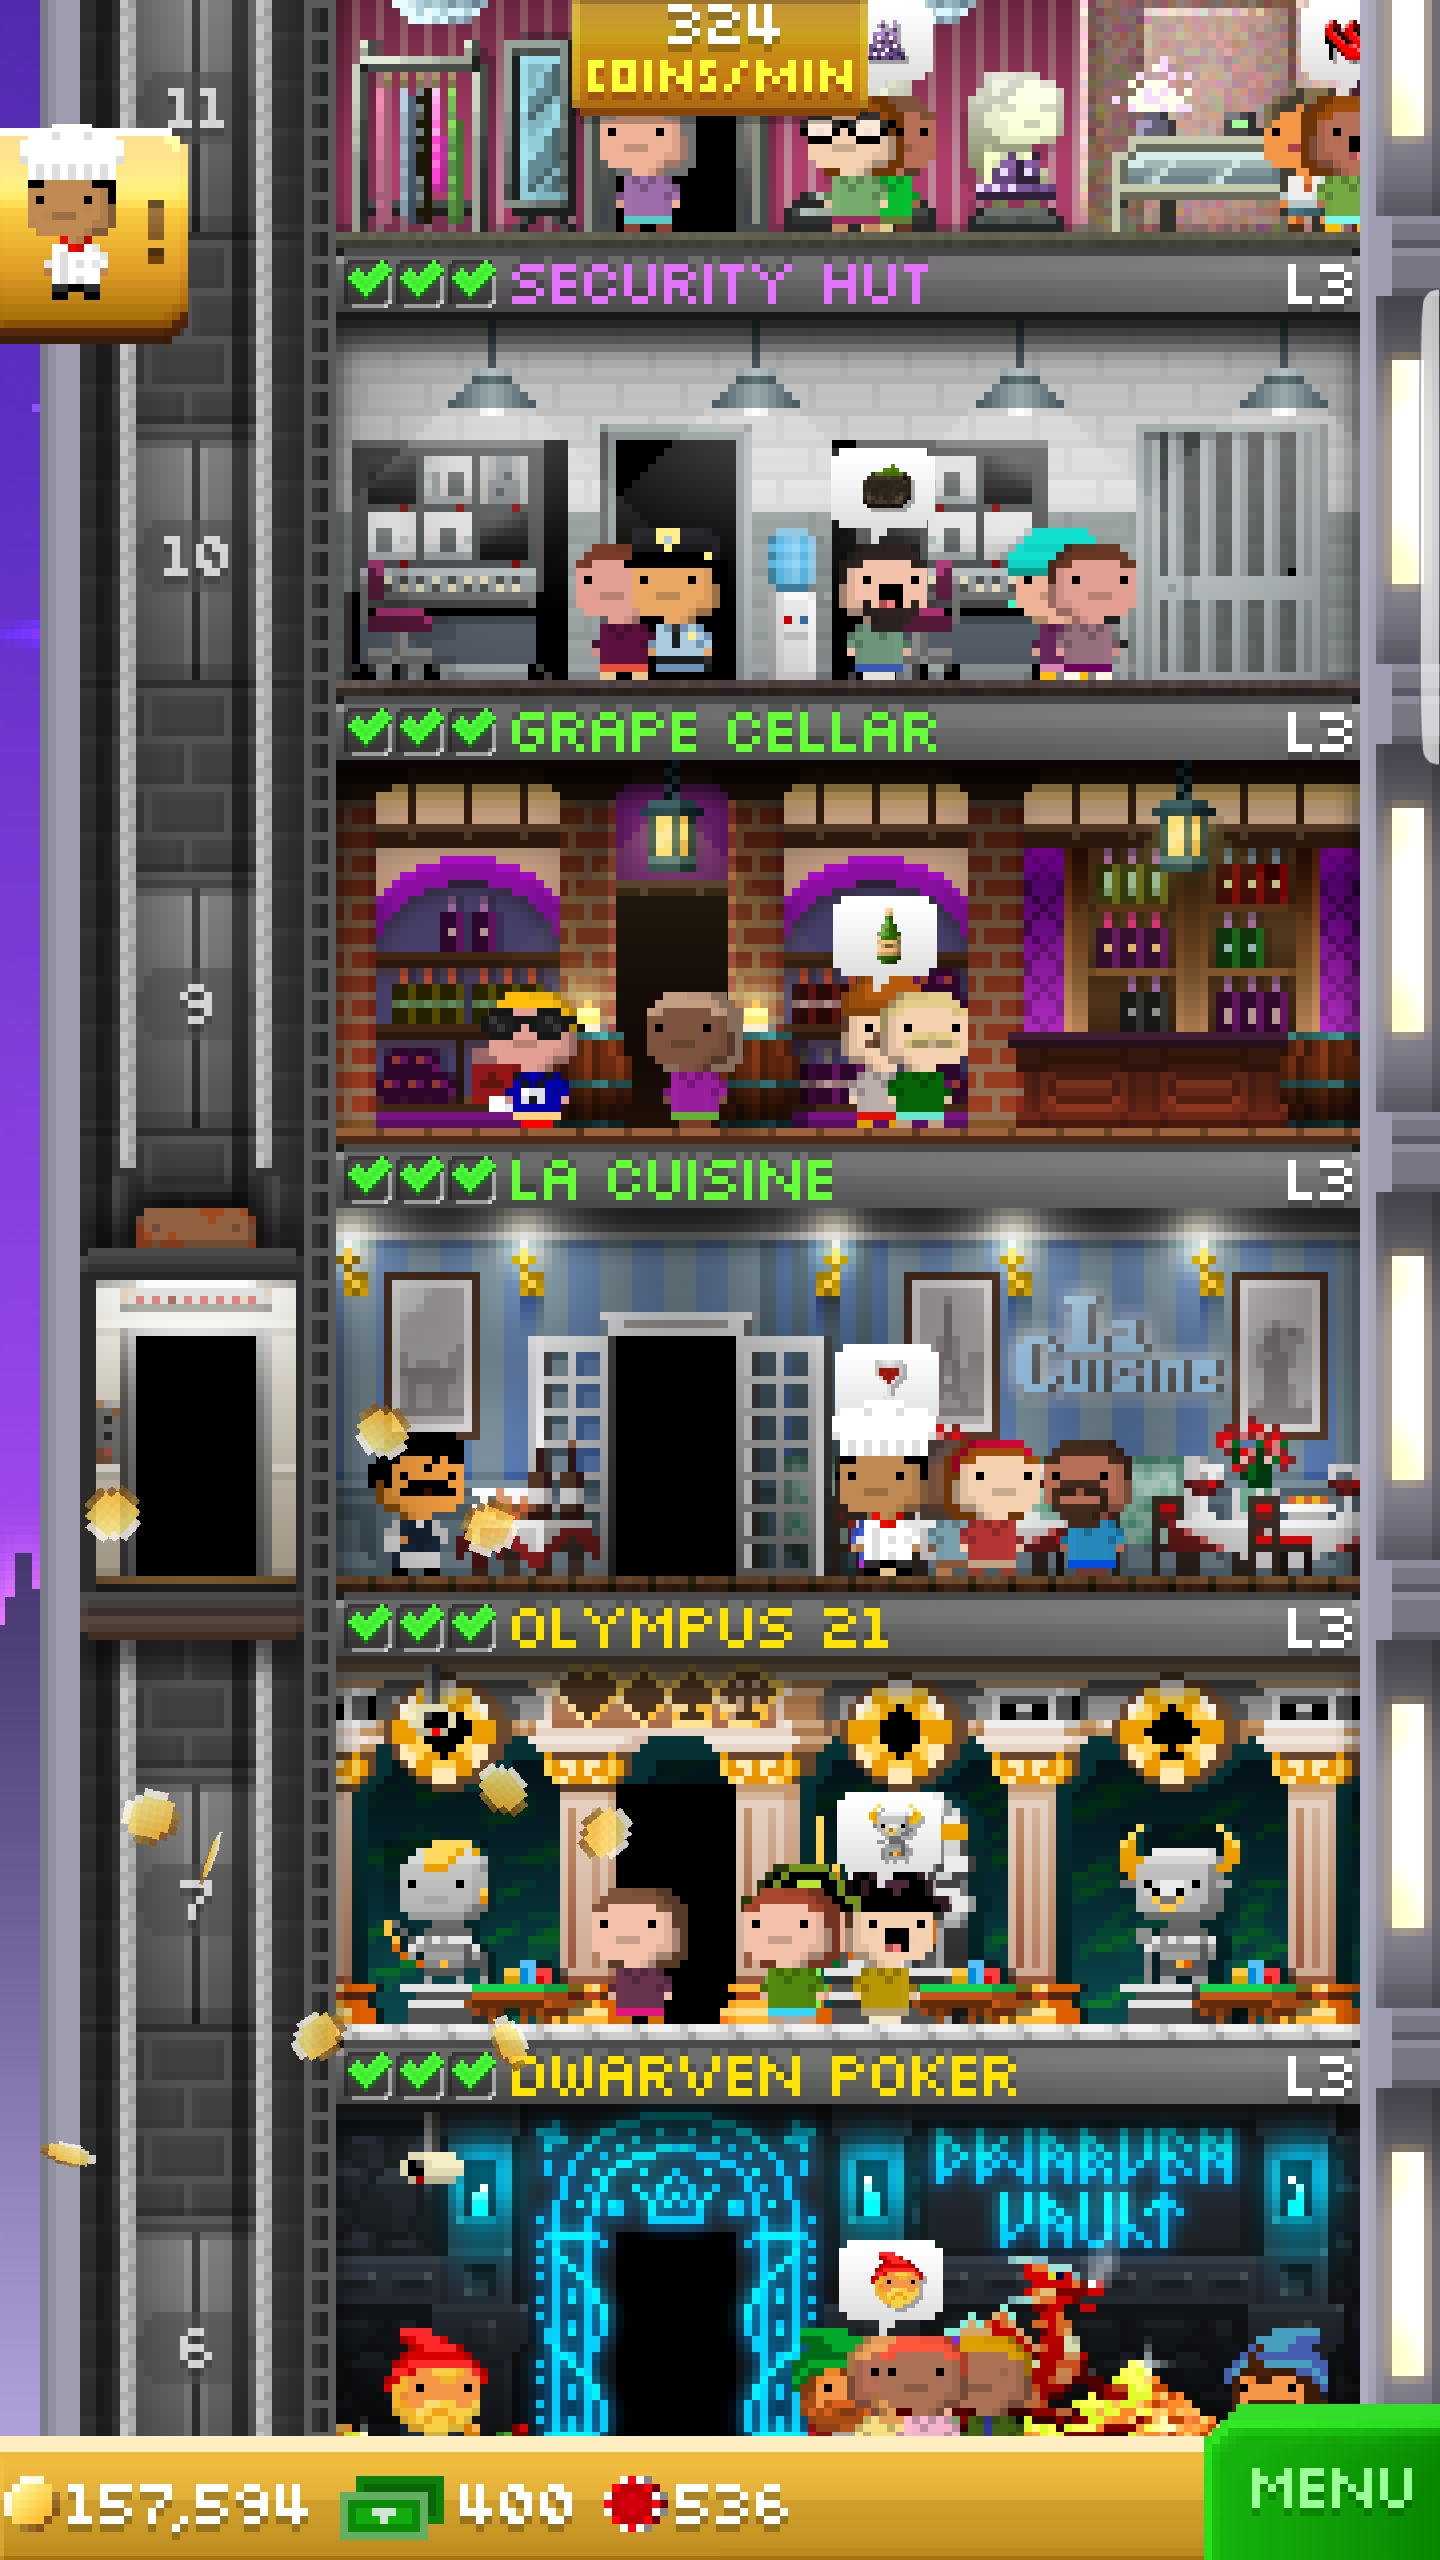 324
COINS/MIN
11
!
SECURITY HUT L3
10
GRAPE CELLAR L3
9
LA CUISINE L3
La
Cuisine
OLYMPUS 21 L3
7
DWARVEN POKER L3
DWARVEN
VAULT
6
157,594 400 536
MENU